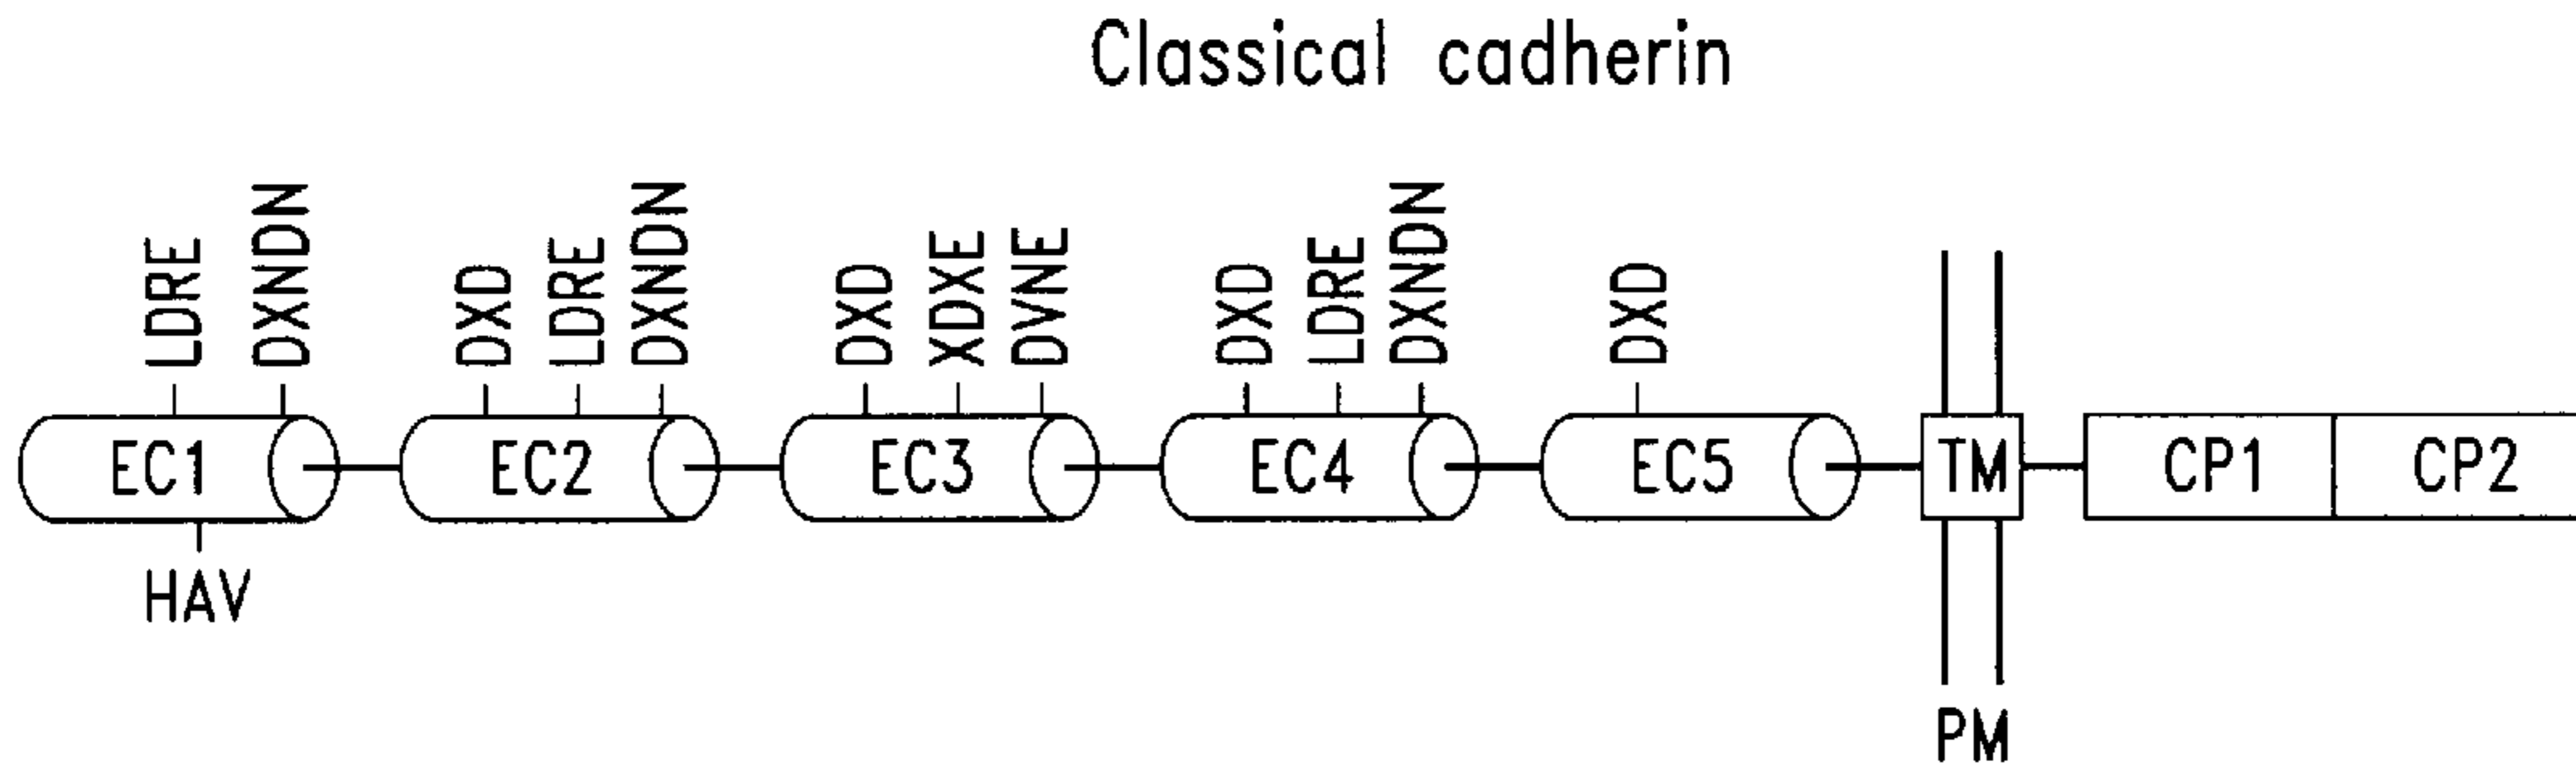 Classical cadherin
LDRE DXNDN DXD LDRE DXNDN DXD XDXE DVNE DXD LDRE DXNDN DXD
EC1 EC2 EC3 EC4 EC5 TM CP1 CP2
HAV
PM